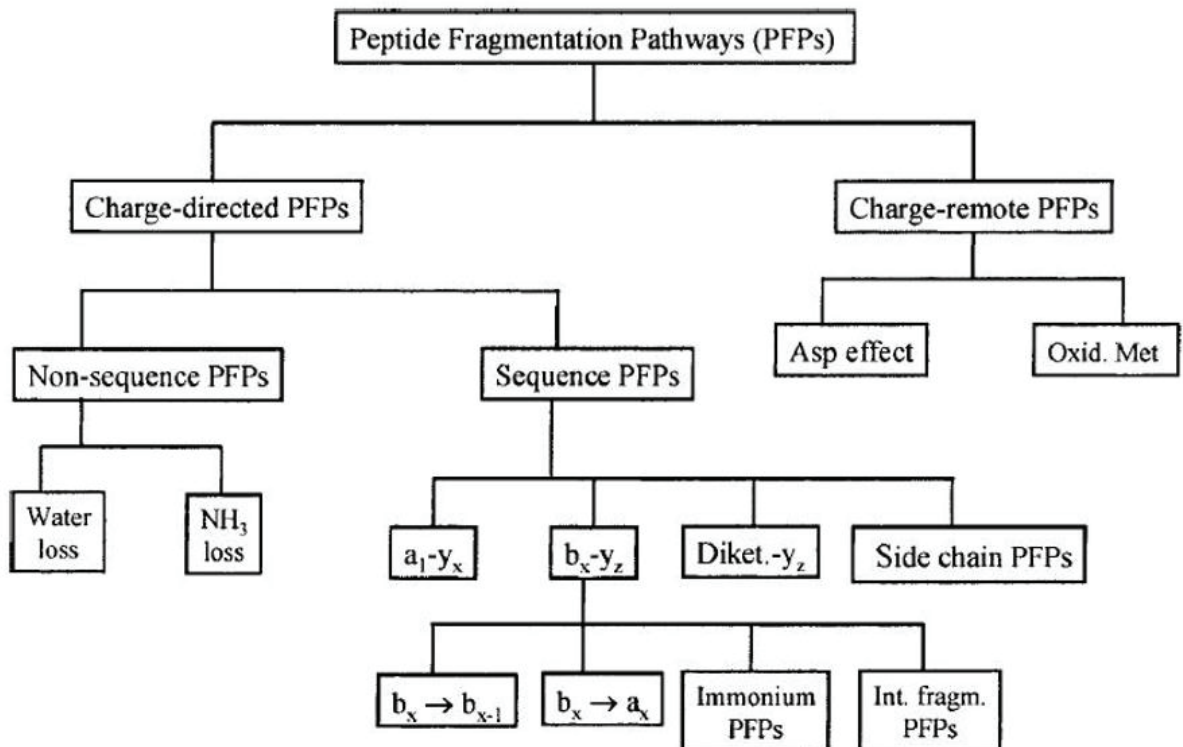 Peptide Fragmentation Pathways (PFPs)
Charge-directed PFPs
Charge-remote PFPs
Asp effect
Oxid. Met
Non-sequence PFPs
Sequence PFPs
Water
loss
NH₃
loss
a₁-yₓ
bₓ-y_z
Diket.-y_z
Side chain PFPs
bₓ → bₓ₋₁
bₓ → aₓ
Immonium
PFPs
Int. fragm.
PFPs